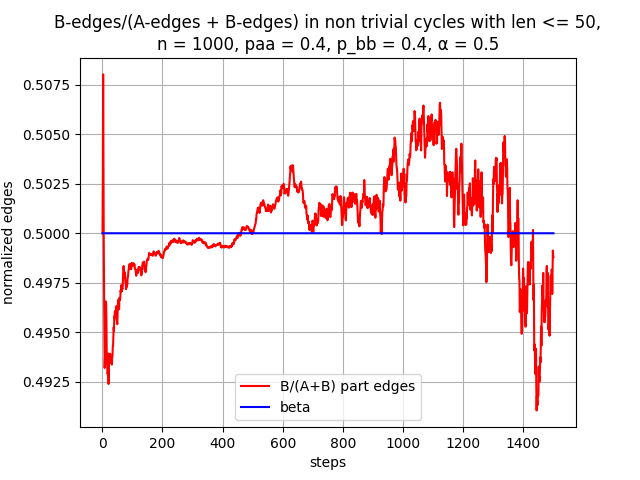 B-edges/(A-edges + B-edges) in non trivial cycles with len <= 50,
n = 1000, paa = 0.4, p_bb = 0.4, α = 0.5
normalized edges
0.5075
0.5050
0.5025
0.5000
0.4975
0.4950
0.4925
B/(A+B) part edges
beta
0 200 400 600 800 1000 1200 1400
steps